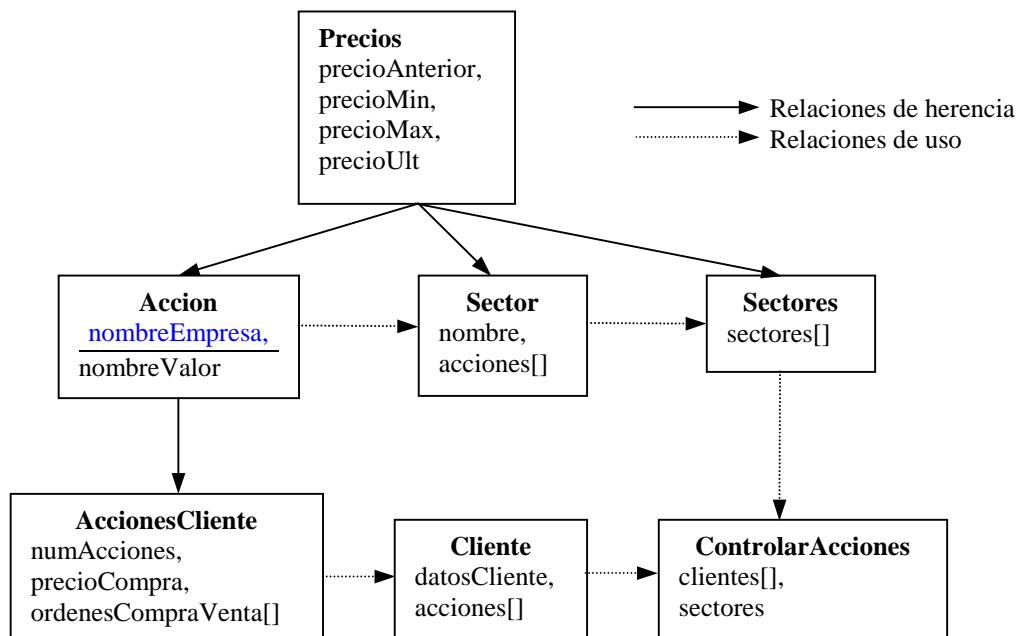 Precios
precioAnterior,
precioMin,
precioMax,
precioUlt
Relaciones de herencia
Relaciones de uso
Accion
nombreEmpresa,
nombreValor
Sector
nombre,
acciones[]
Sectores
sectores[]
AccionesCliente
numAcciones,
precioCompra,
ordenesCompraVenta[]
Cliente
datosCliente,
acciones[]
ControlarAcciones
clientes[],
sectores